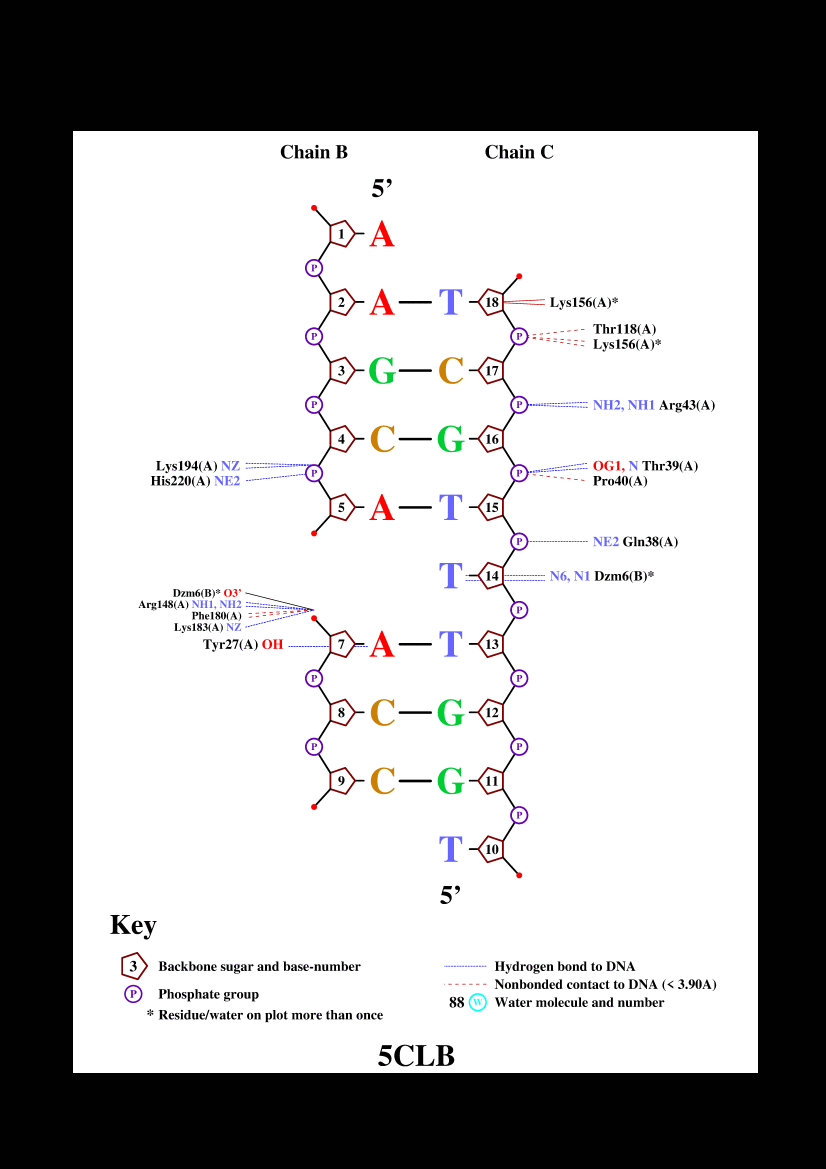 Chain B Chain C
5’
1 A
P
2 A T 18 Lys156(A)*
P P Thr118(A)
Lys156(A)*
3 G C 17
P P NH2, NH1 Arg43(A)
4 C G 16
Lys194(A) NZ P P OG1, N Thr39(A)
His220(A) NE2 Pro40(A)
5 A T 15
P NE2 Gln38(A)
T 14 N6, N1 Dzm6(B)*
Dzm6(B)* O3'
Arg148(A) NH1, NH2 P
Phe180(A)
Lys183(A) NZ
Tyr27(A) OH 7 A T 13
P P
8 C G 12
P P
9 C G 11
P
T 10
5’
Key
3 Backbone sugar and base-number Hydrogen bond to DNA
Nonbonded contact to DNA (< 3.90A)
P Phosphate group 88 W Water molecule and number
* Residue/water on plot more than once
5CLB